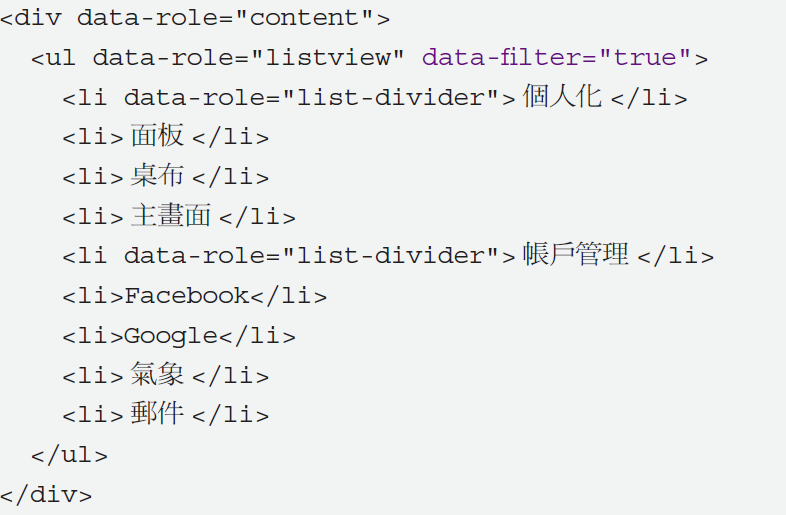 <div data-role="content">
<ul data-role="listview" data-filter="true">
<li data-role="list-divider"> 個人化 </li>
<li> 面板 </li>
<li> 桌布 </li>
<li> 主畫面 </li>
<li data-role="list-divider"> 帳戶管理 </li>
<li>Facebook</li>
<li>Google</li>
<li> 氣象 </li>
<li> 郵件 </li>
</ul>
</div>